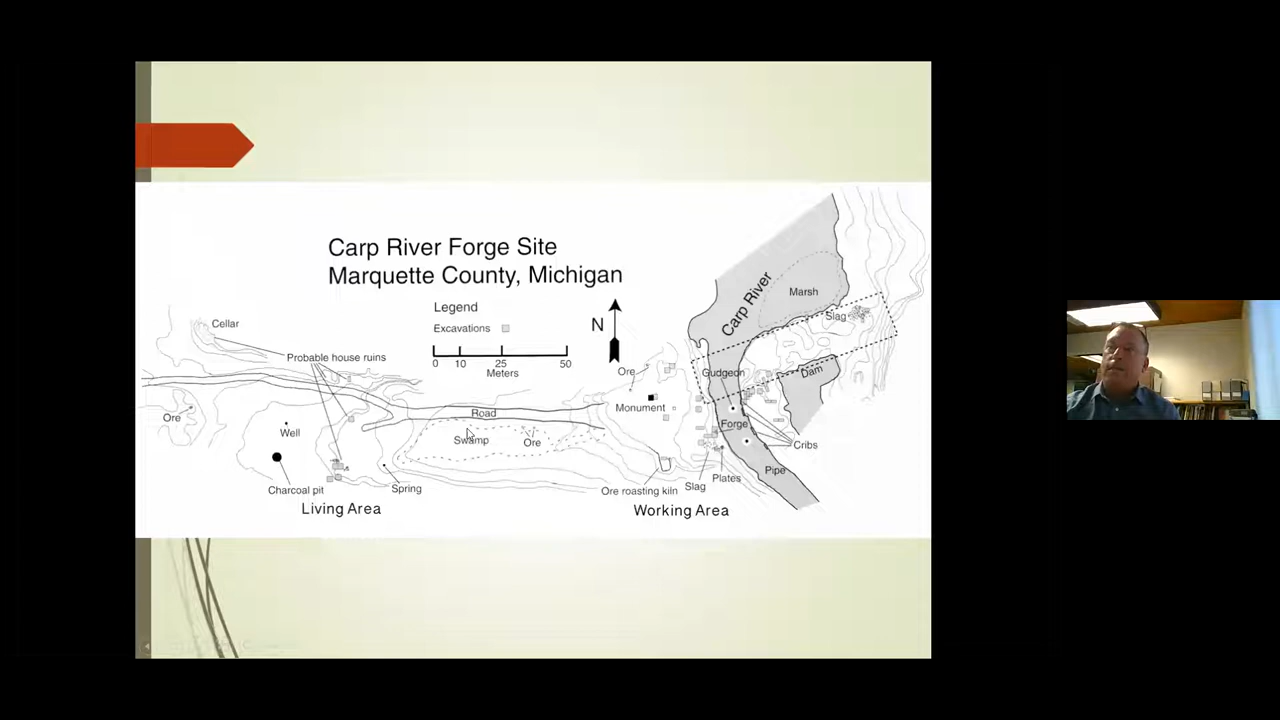 Carp River Forge Site
Marquette County, Michigan
Legend
Excavations
N
0 10 25 50
Meters
Carp River
Marsh
Slag
Cellar
Probable house ruins
Ore
Gudgeon
Dam
Ore
Monument
Road
Forge
Well
Swamp
Ore
Cribs
Pipe
Charcoal pit
Spring
Ore roasting kiln
Slag
Plates
Living Area
Working Area